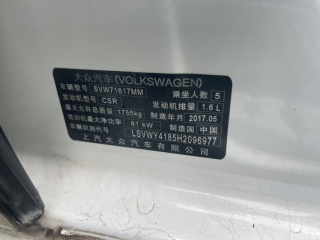 大众汽车(VOLKSWAGEN)
车辆型号 SVW71617MM 乘坐人数 5
发动机型号 CSR 发动机排量 1.6 L
最大允许总质量 1755kg 制造年月 2017.05
发动机最大净功率 81 kW 制造国 中国
车辆识别代号 LSVWY4185H2096977
上汽大众汽车有限公司